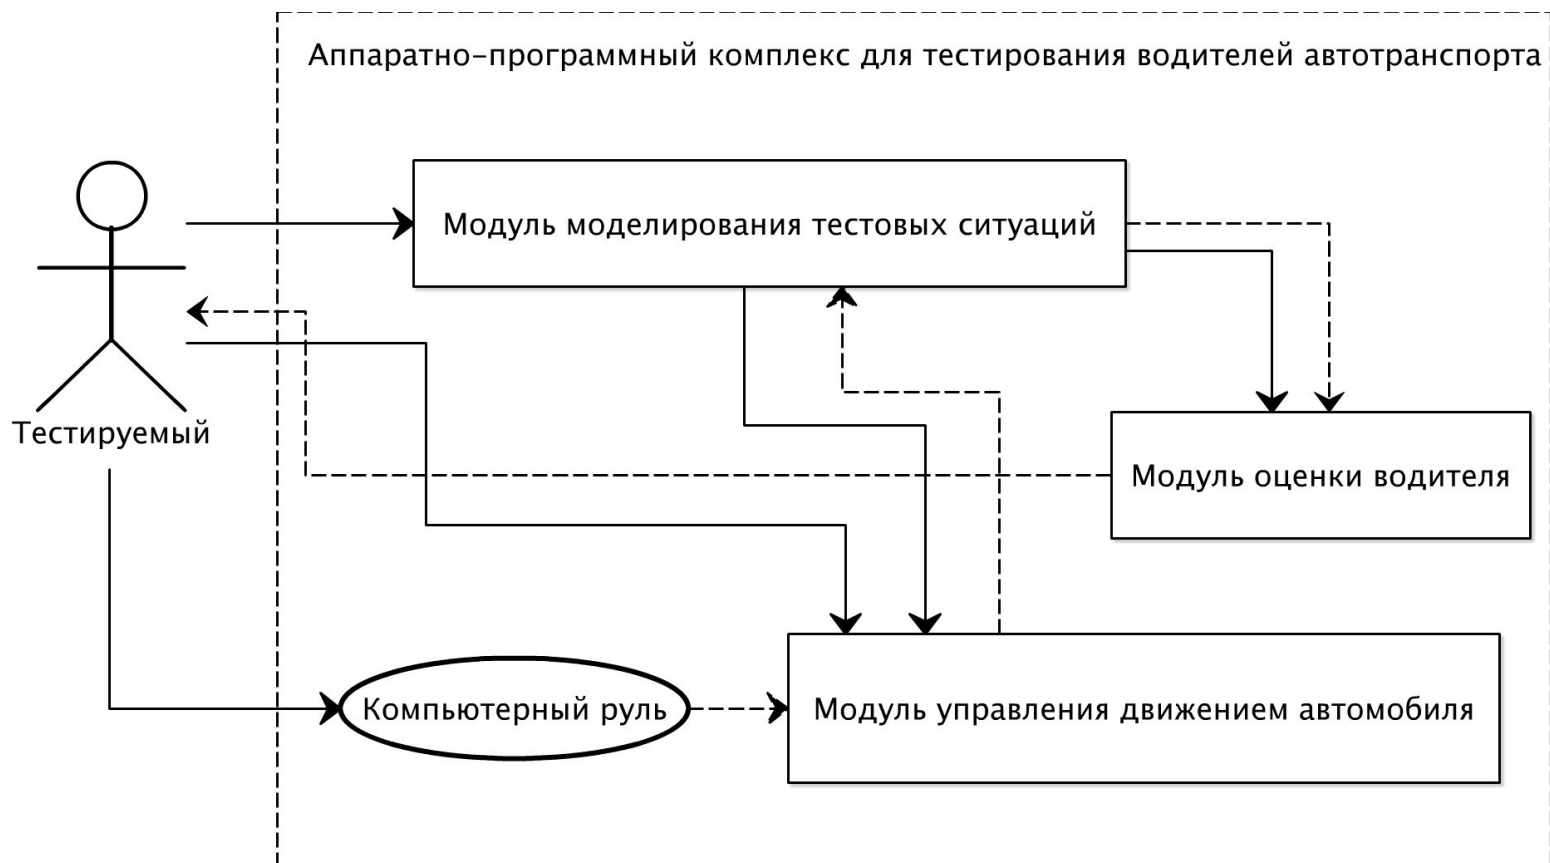 Аппаратно-программный комплекс для тестирования водителей автотранспорта
Модуль моделирования тестовых ситуаций
Тестируемый
Модуль оценки водителя
Компьютерный руль
Модуль управления движением автомобиля